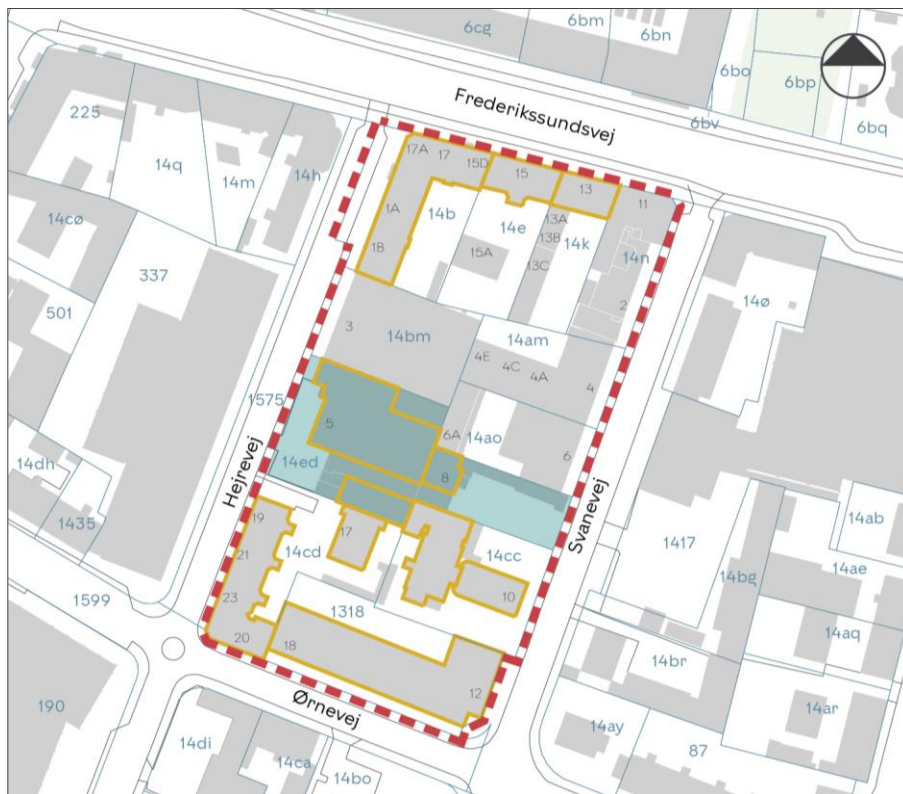 6cg
6bm
6bn
6bo
6bp
6bv
6bq
Frederikssundsvej
225
14q
14m
14h
17A
17
15D
15
13
11
14cø
1A
14b
14e
13A
13B
14k
14n
1B
15A
13C
337
2
14ø
501
3
14bm
14am
4E
4C
4A
4
1575
5
6A
14ao
6
14dh
14ed
8
Hejrevej
Svanevej
1435
19
17
14ab
21
14cd
14cc
1417
14bg
14ae
1599
23
1318
10
14aq
20
18
14br
190
12
Ørnevej
14ay
14ar
14di
14ca
87
14bo